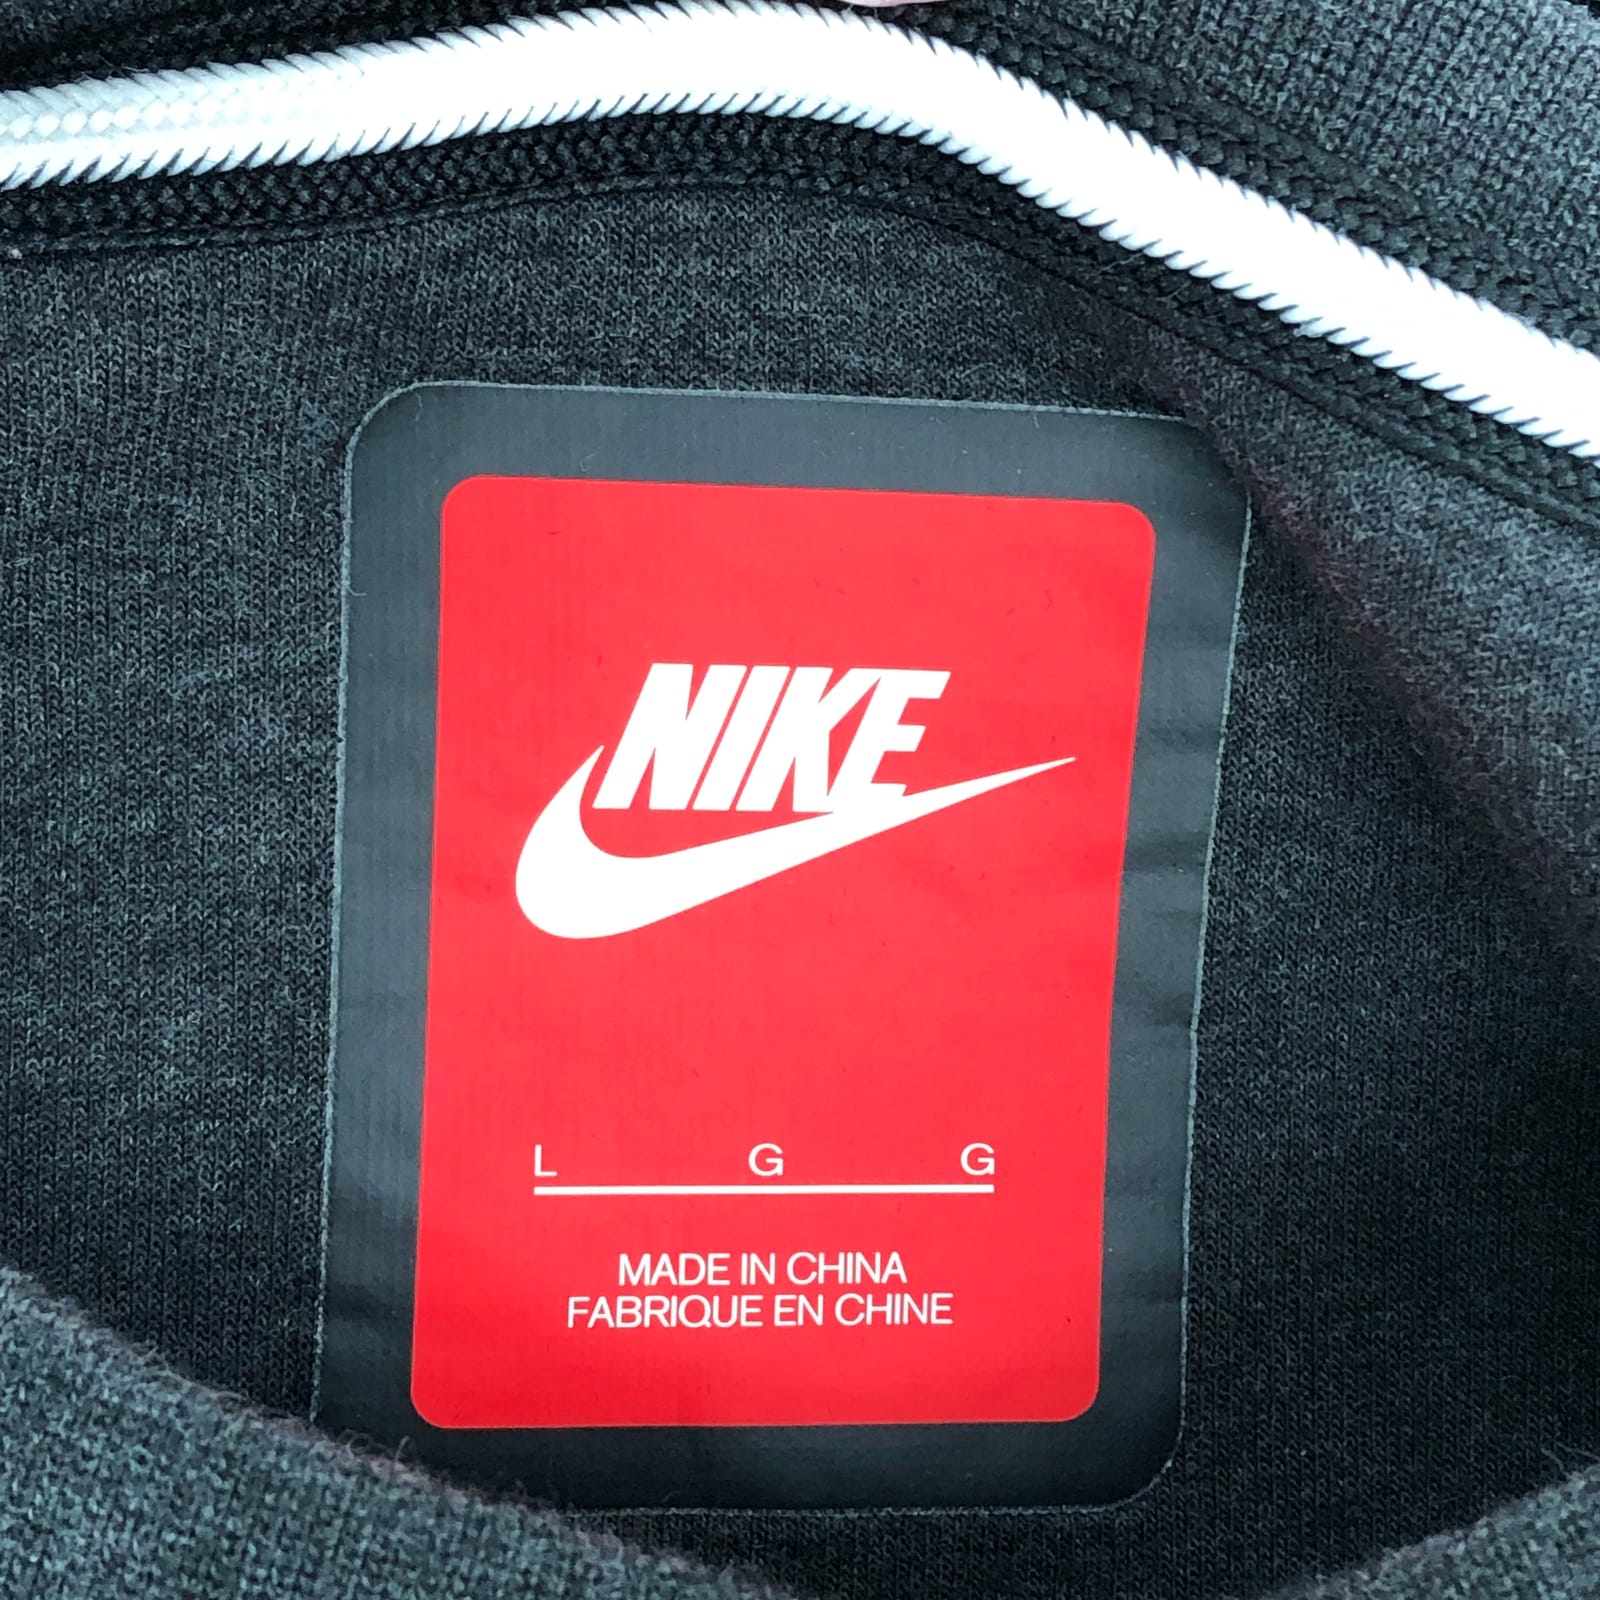 NIKE
L G G
MADE IN CHINA
FABRIQUE EN CHINE